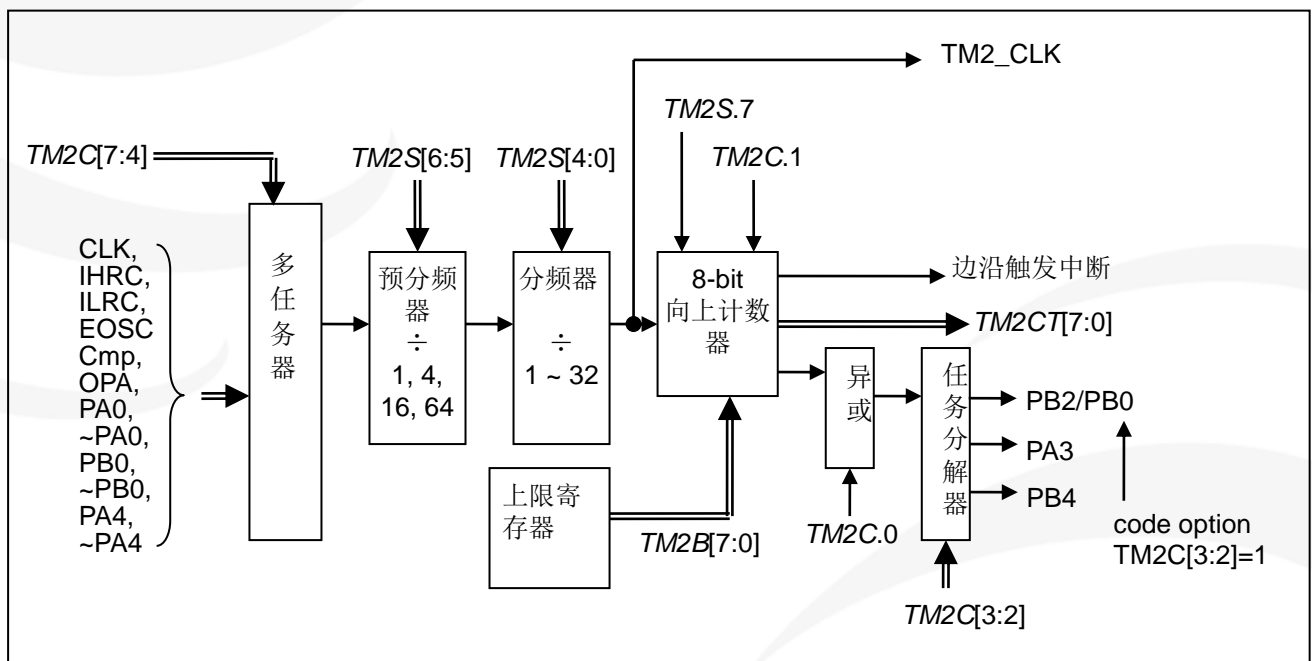 TM2_CLK
TM2S.7
TM2C[7:4]
TM2S[6:5]
TM2S[4:0]
TM2C.1
CLK,
IHRC,
ILRC,
EOSC
Cmp,
OPA,
PA0,
~PA0,
PB0,
~PB0,
PA4,
~PA4
多
任
务
器
预分频
器
÷
1, 4,
16, 64
分频器
÷
1 ~ 32
8-bit
向上计数
器
边沿触发中断
TM2CT[7:0]
异
或
任
务
分
解
器
PB2/PB0
PA3
PB4
上限寄
存器
TM2B[7:0]
TM2C.0
code option
TM2C[3:2]=1
TM2C[3:2]